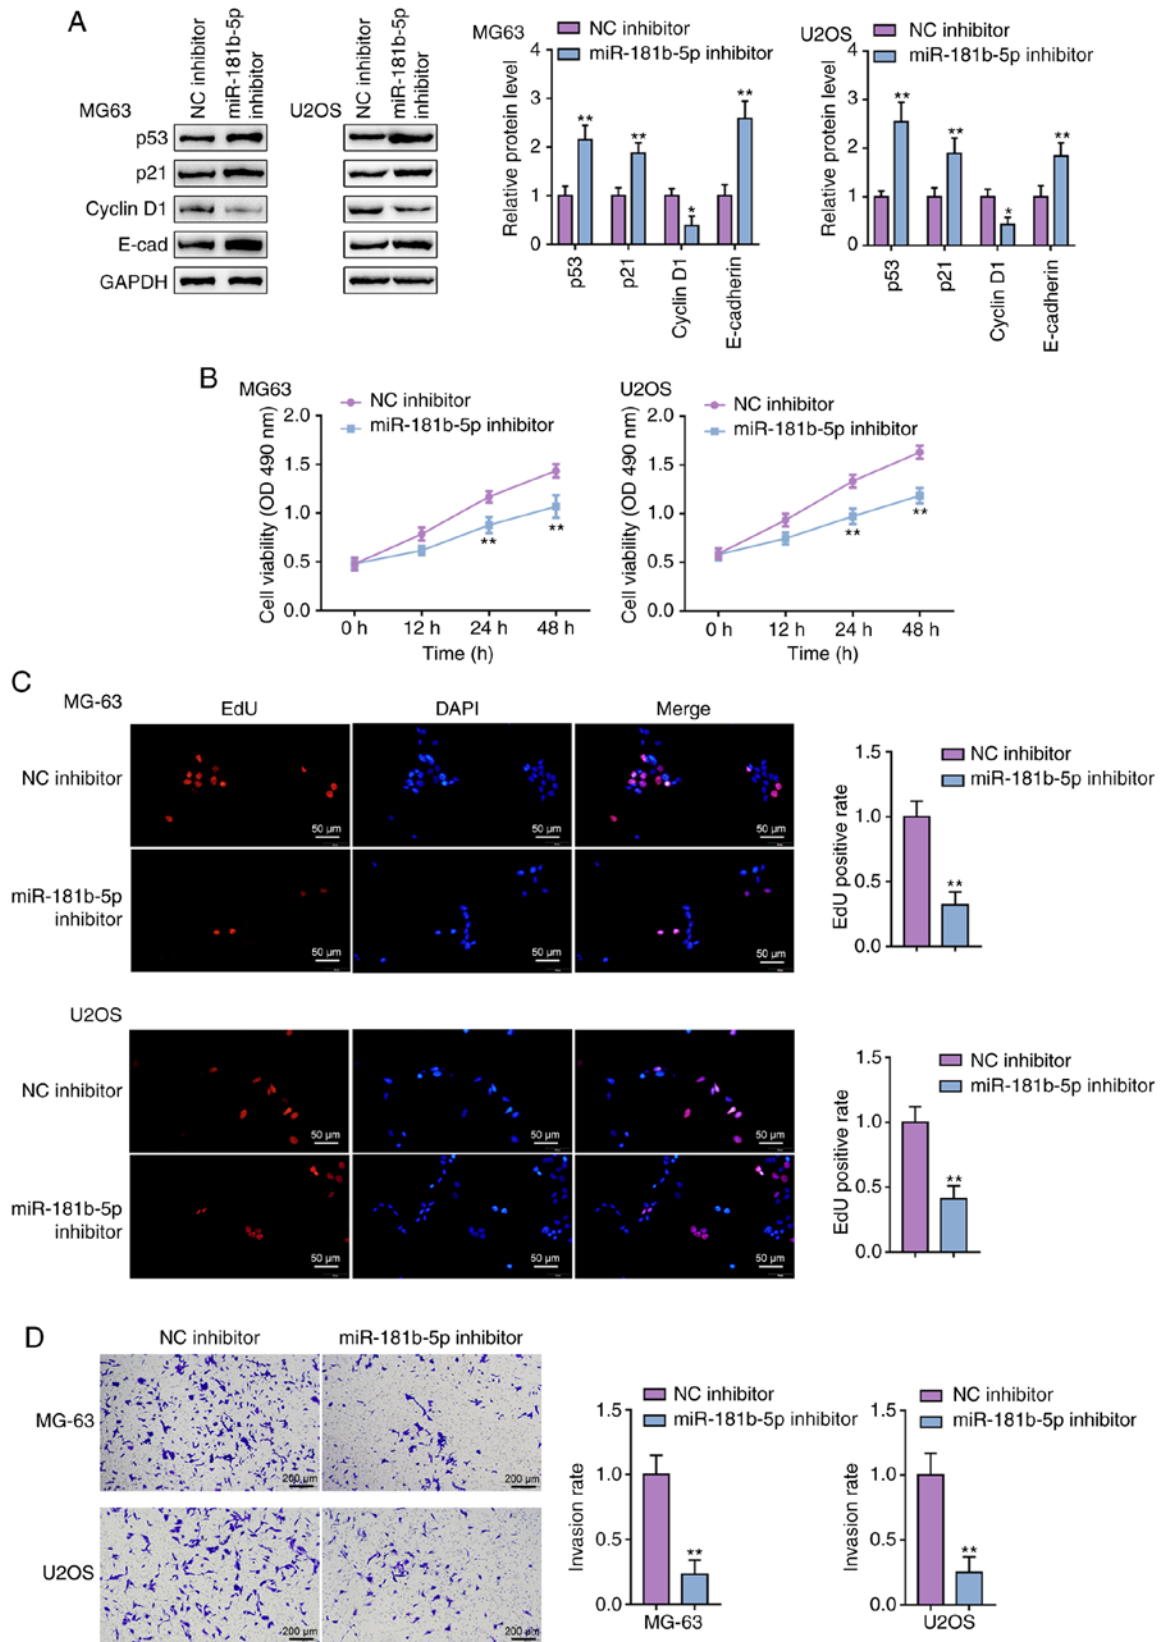 A
MG63
NC inhibitor
miR-181b-5p
inhibitor
p53
p21
Cyclin D1
E-cad
GAPDH
U2OS
NC inhibitor
miR-181b-5p
inhibitor
MG63
NC inhibitor
miR-181b-5p inhibitor
Relative protein level
4
3
2
1
0
**
**
*
**
p53
p21
Cyclin D1
E-cadherin
U2OS
NC inhibitor
miR-181b-5p inhibitor
Relative protein level
4
3
2
1
0
**
**
*
**
p53
p21
Cyclin D1
E-cadherin
B
MG63
NC inhibitor
miR-181b-5p inhibitor
Cell viability (OD 490 nm)
2.0
1.5
1.0
0.5
0.0
**
**
0 h 12 h 24 h 48 h
Time (h)
U2OS
NC inhibitor
miR-181b-5p inhibitor
Cell viability (OD 490 nm)
2.0
1.5
1.0
0.5
0.0
**
**
0 h 12 h 24 h 48 h
Time (h)
C
MG-63
EdU DAPI Merge
NC inhibitor
50 µm 50 µm 50 µm
miR-181b-5p
inhibitor
50 µm 50 µm 50 µm
NC inhibitor
miR-181b-5p inhibitor
EdU positive rate
1.5
1.0
0.5
0.0
**
U2OS
NC inhibitor
50 µm 50 µm 50 µm
miR-181b-5p
inhibitor
50 µm 50 µm 50 µm
NC inhibitor
miR-181b-5p inhibitor
EdU positive rate
1.5
1.0
0.5
0.0
**
D
NC inhibitor miR-181b-5p inhibitor
MG-63
200 µm 200 µm
U2OS
200 µm 200 µm
NC inhibitor
miR-181b-5p inhibitor
Invasion rate
1.5
1.0
0.5
0.0
**
MG-63
NC inhibitor
miR-181b-5p inhibitor
Invasion rate
1.5
1.0
0.5
0.0
**
U2OS